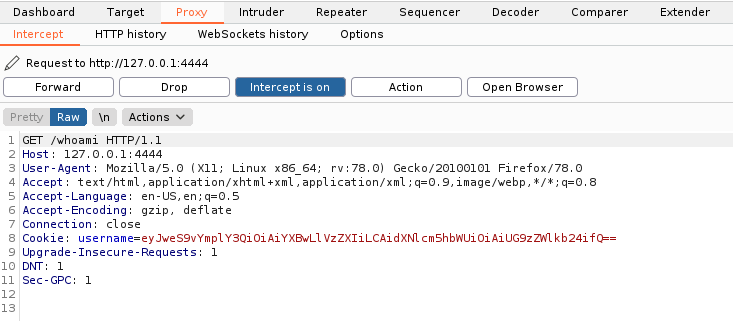 Dashboard Target Proxy Intruder Repeater Sequencer Decoder Comparer Extender
Intercept HTTP history WebSockets history Options
Request to http://127.0.0.1:4444
Forward Drop Intercept is on Action Open Browser
Pretty Raw \n Actions
1 GET /whoami HTTP/1.1
2 Host: 127.0.0.1:4444
3 User-Agent: Mozilla/5.0 (X11; Linux x86_64; rv:78.0) Gecko/20100101 Firefox/78.0
4 Accept: text/html,application/xhtml+xml,application/xml;q=0.9,image/webp,*/*;q=0.8
5 Accept-Language: en-US,en;q=0.5
6 Accept-Encoding: gzip, deflate
7 Connection: close
8 Cookie: username=eyJweS9vYmplY3QiOiAiYXBwLlVzZXIiLCAidXNlcm5hbWUiOiAiUG9zZWlkb24ifQ==
9 Upgrade-Insecure-Requests: 1
10 DNT: 1
11 Sec-GPC: 1
12
13